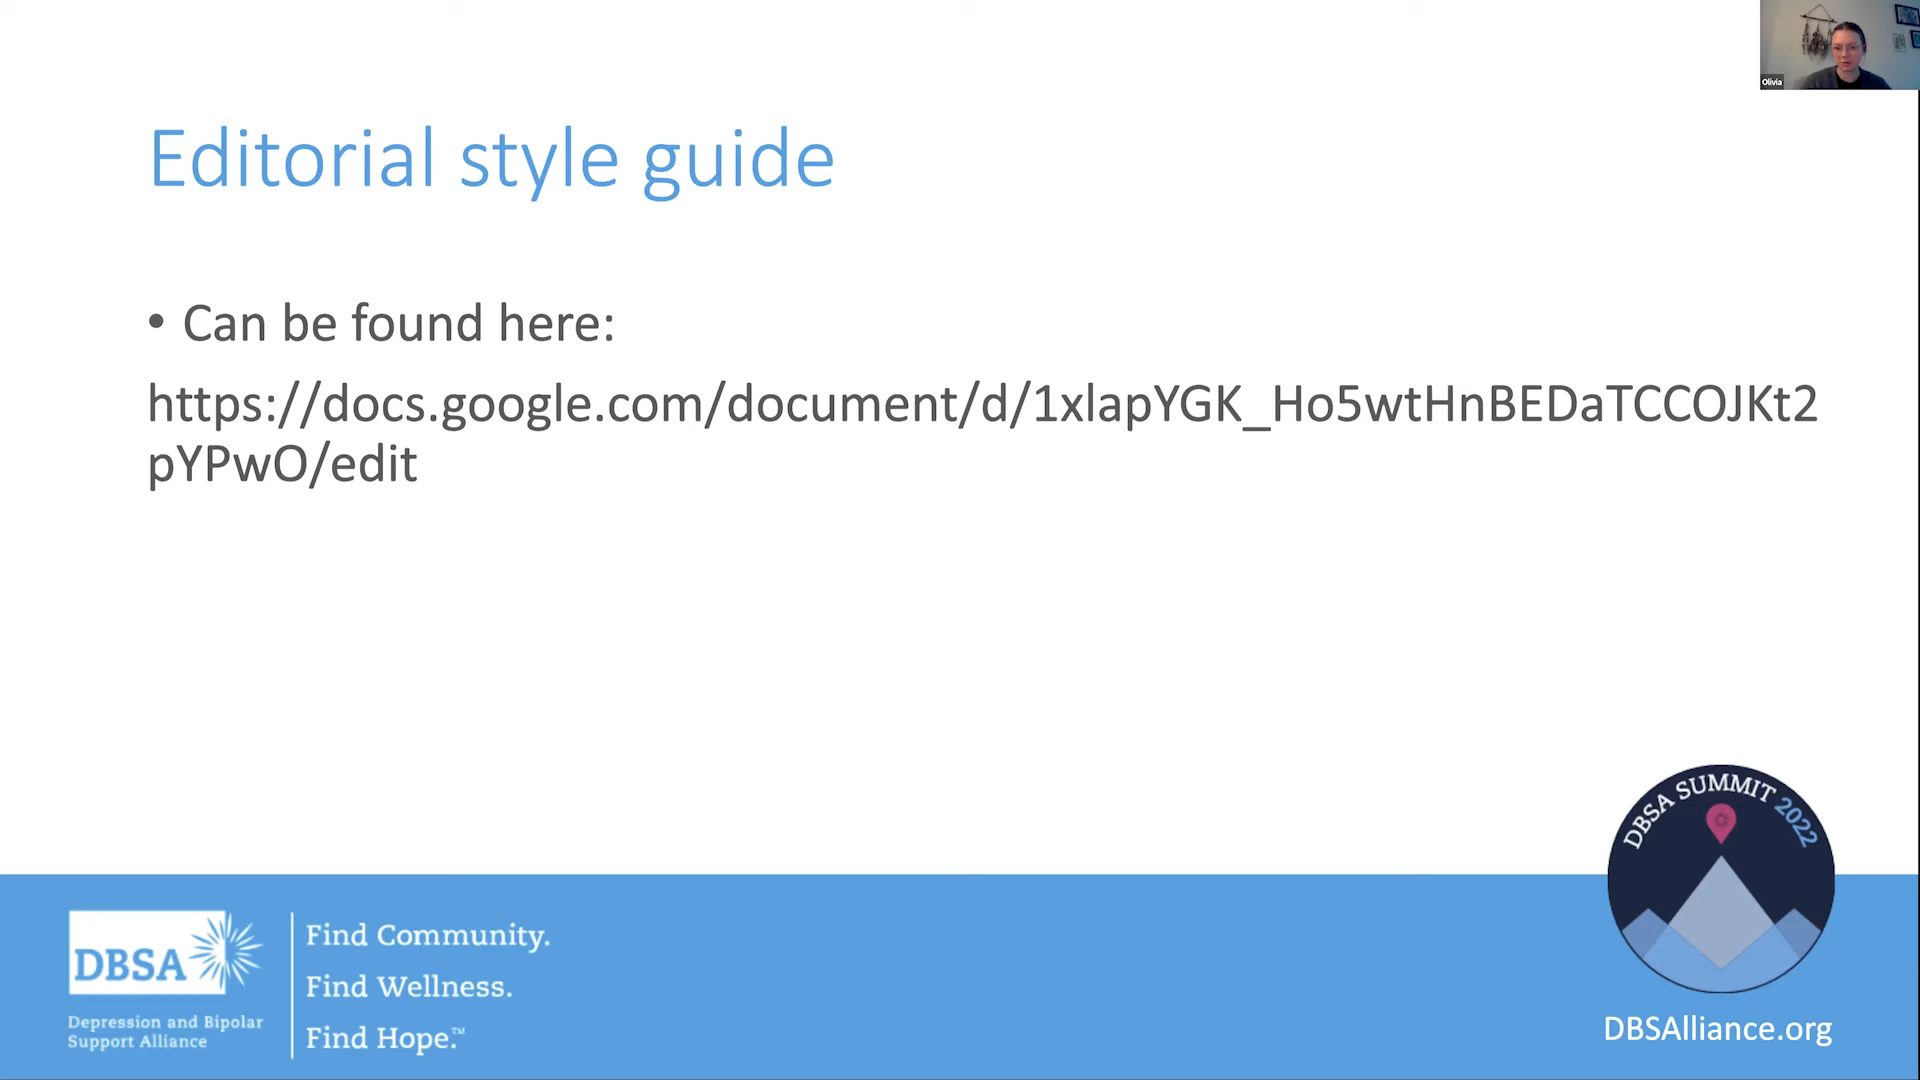 Olivia
Editorial style guide
• Can be found here:
https://docs.google.com/document/d/1xlapYGK_Ho5wtHnBEDaTCCOJKt2
pYPwO/edit
DBSA SUMMIT 2022
DBSA
Depression and Bipolar
Support Alliance
Find Community.
Find Wellness.
Find Hope.™
DBSAlliance.org